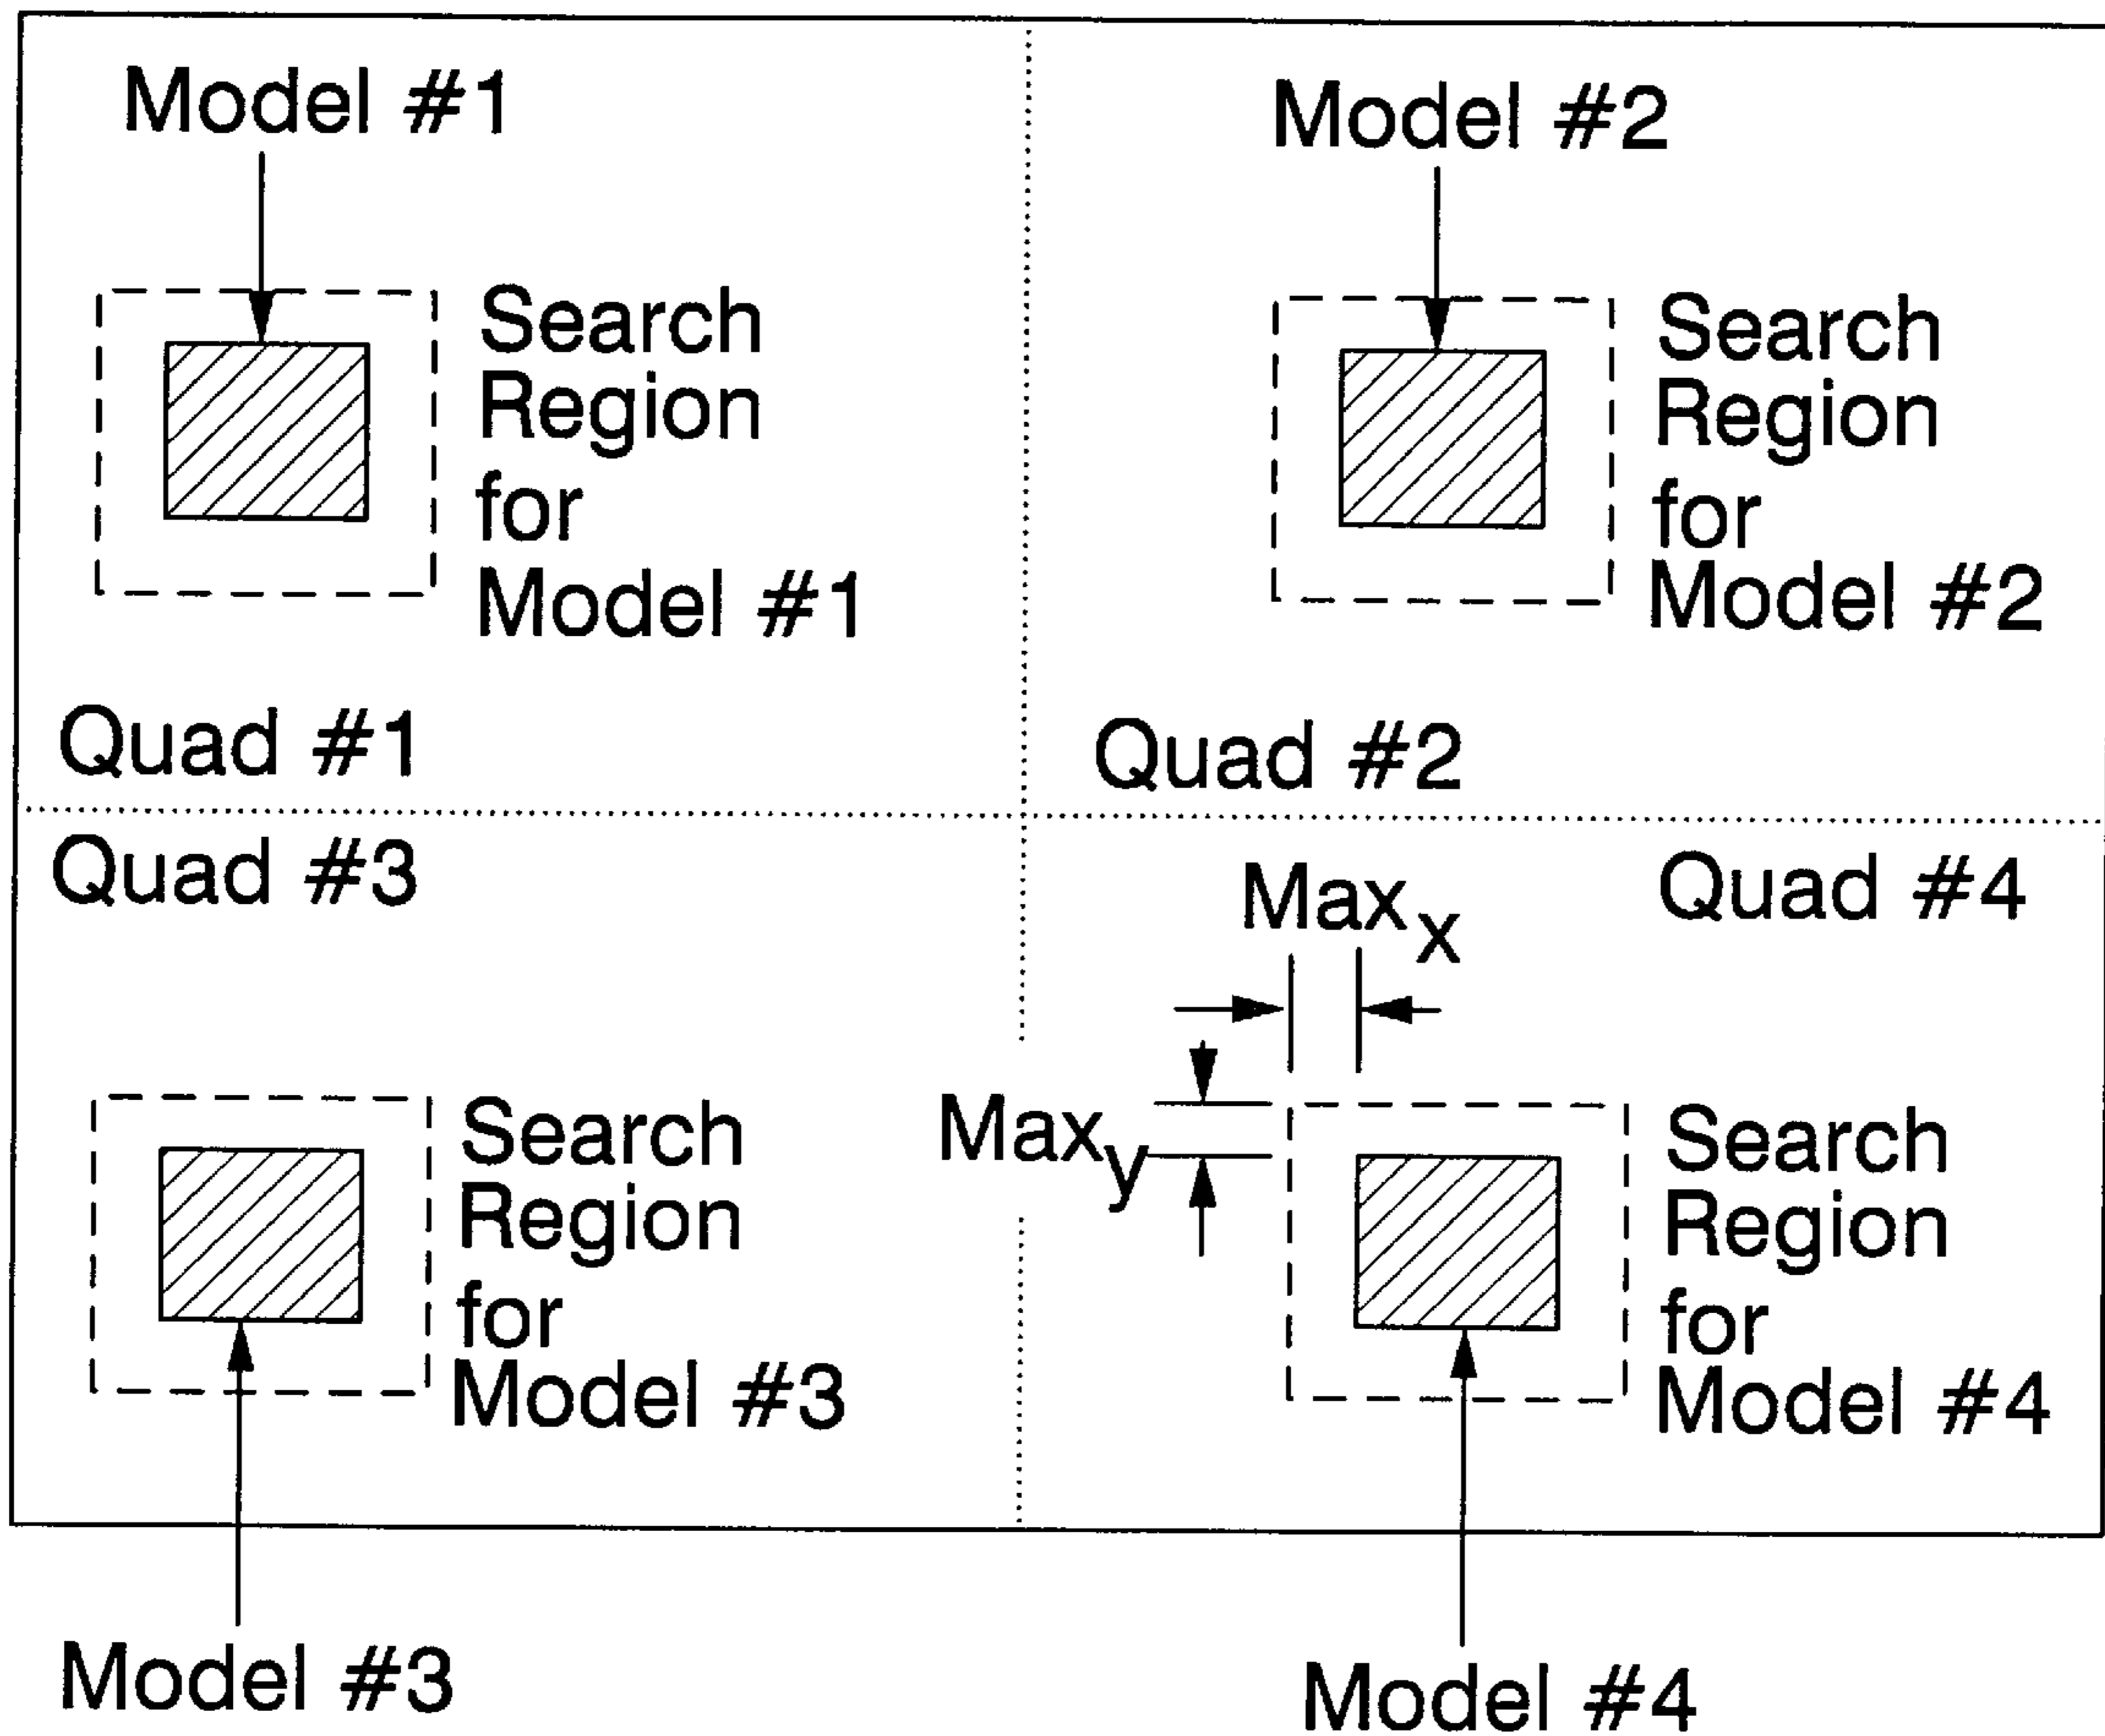 Model #1
Search
Region
for
Model #1
Quad #1
Model #2
Search
Region
for
Model #2
Quad #2
Quad #3
Search
Region
for
Model #3
Model #3
Quad #4
Maxx
Maxy
Search
Region
for
Model #4
Model #4